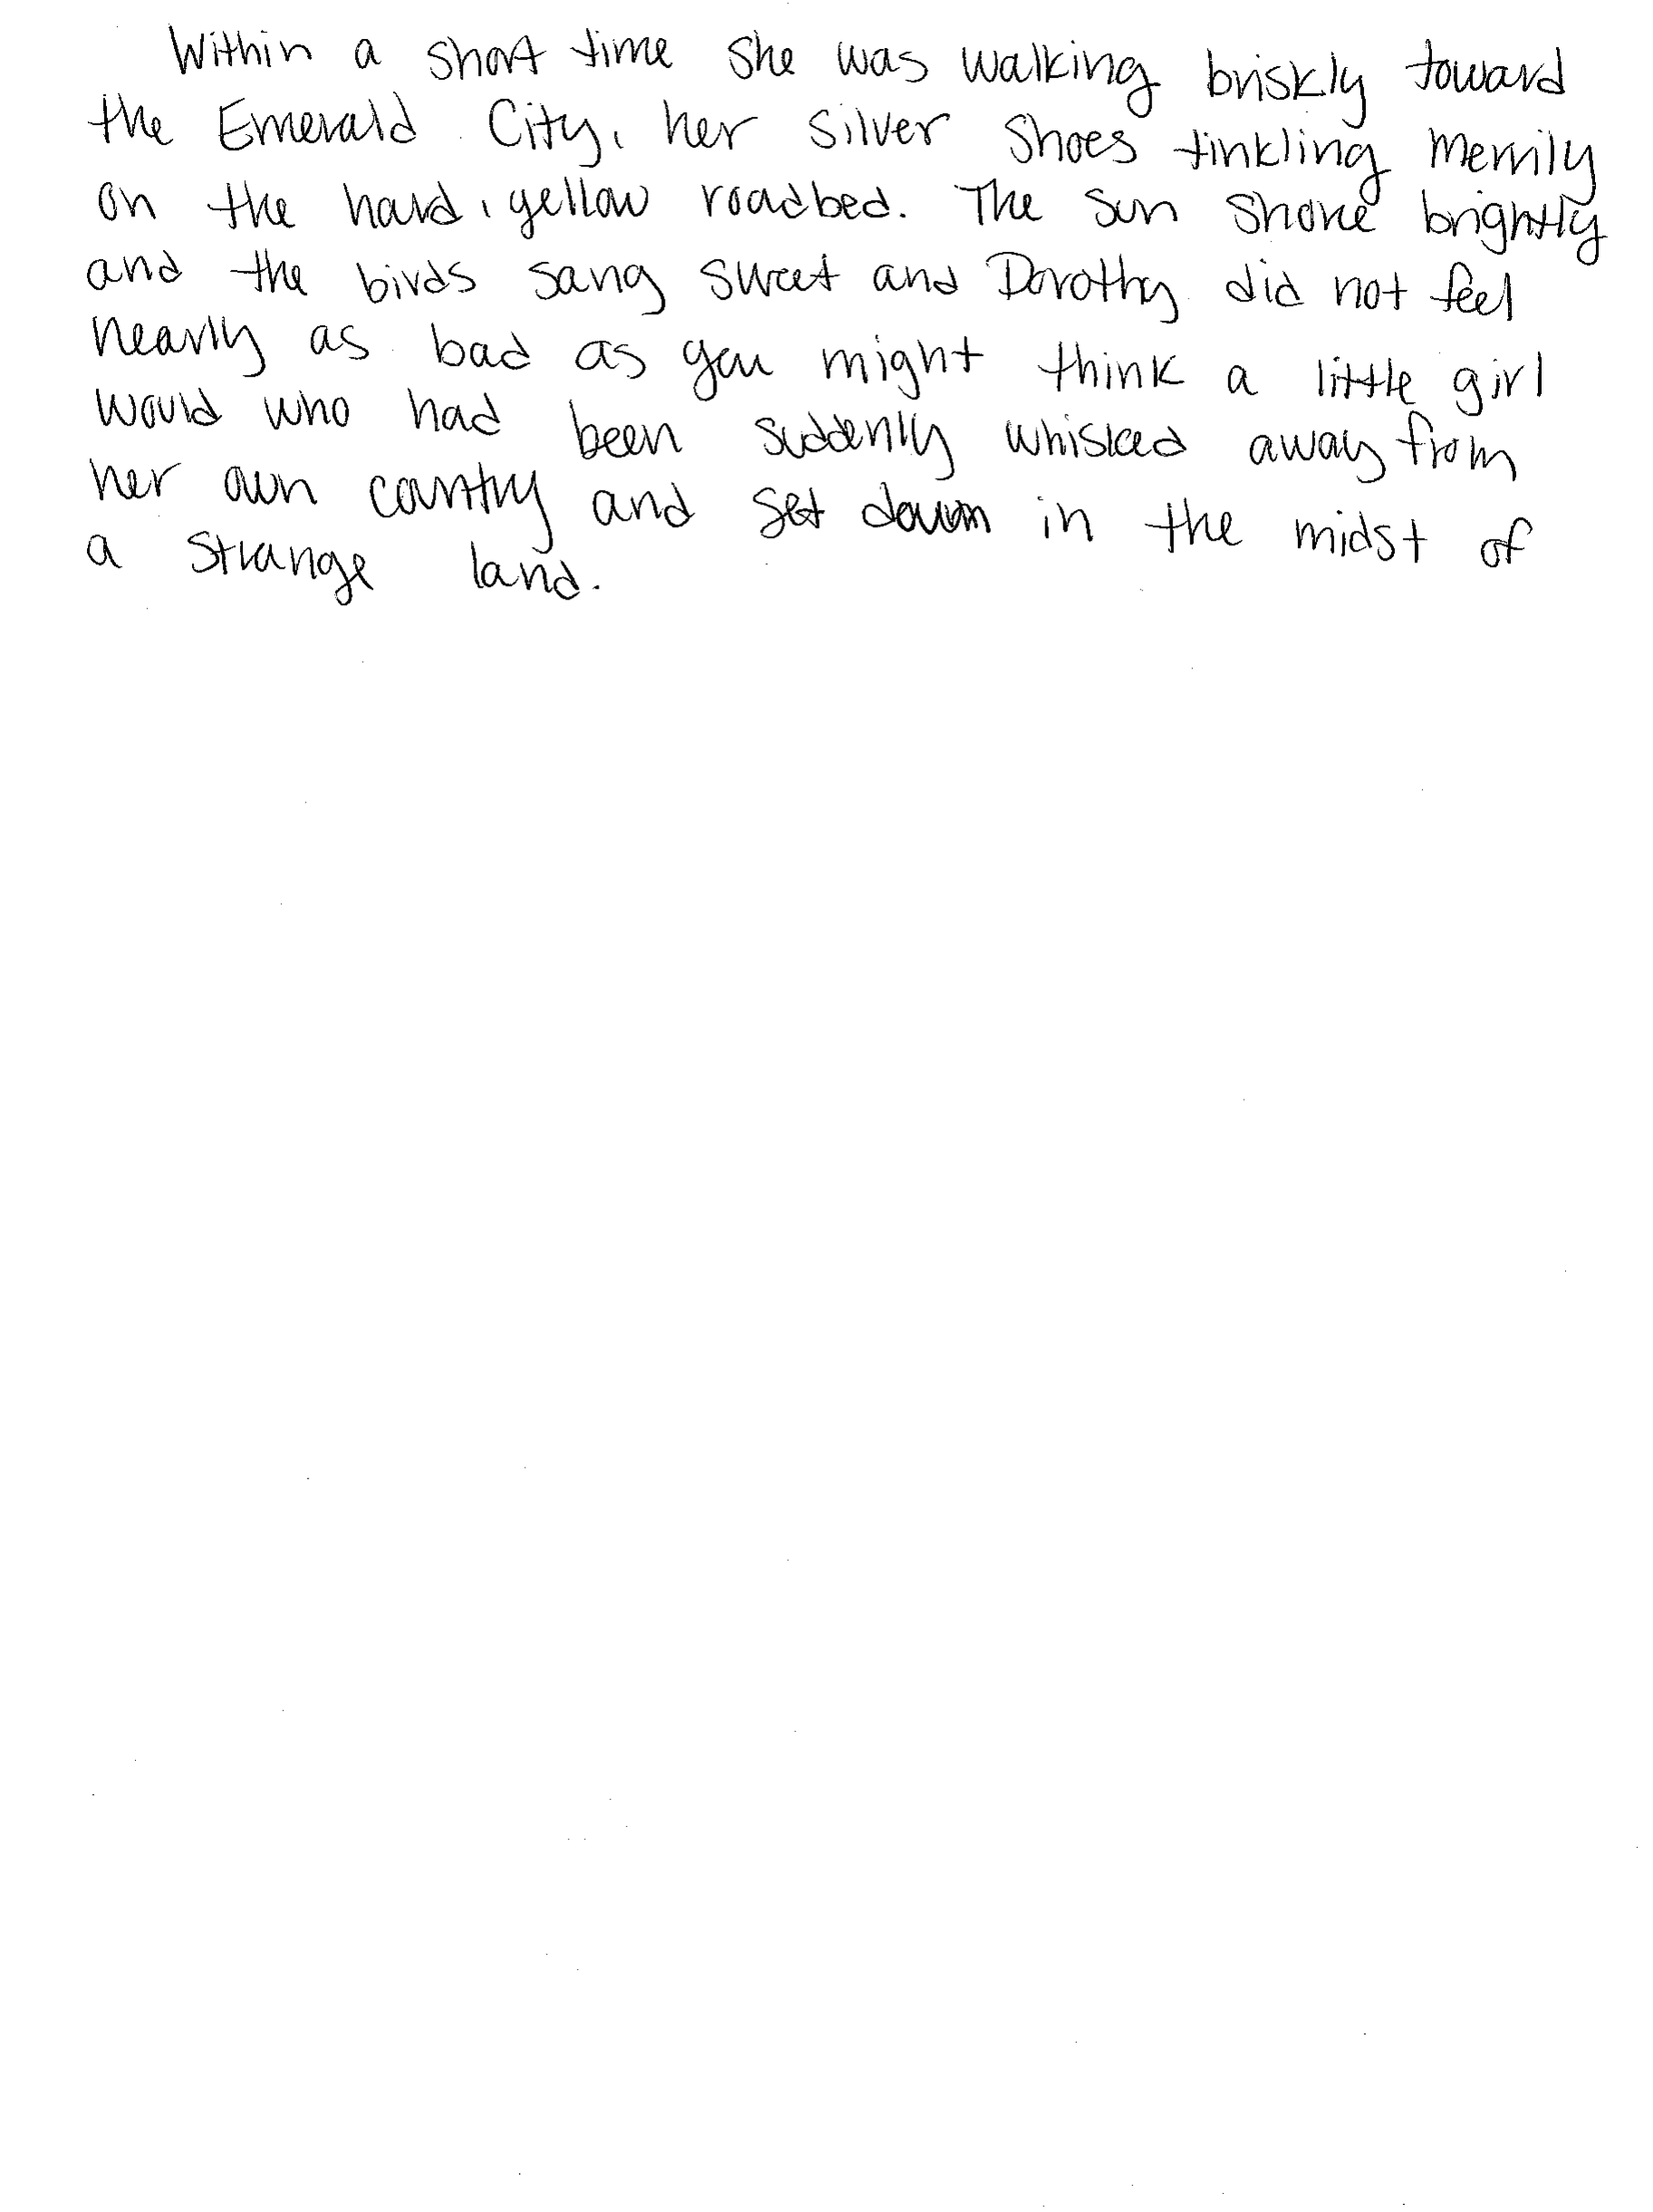 Within a short time she was walking briskly toward
the Emerald City, her silver shoes tinkling merrily
on the hard, yellow roadbed. The sun shone brightly
and the birds sang sweet and Dorothy did not feel
nearly as bad as you might think a little girl
would who had been suddenly whisked away from
her own country and set down in the midst of
a strange land.